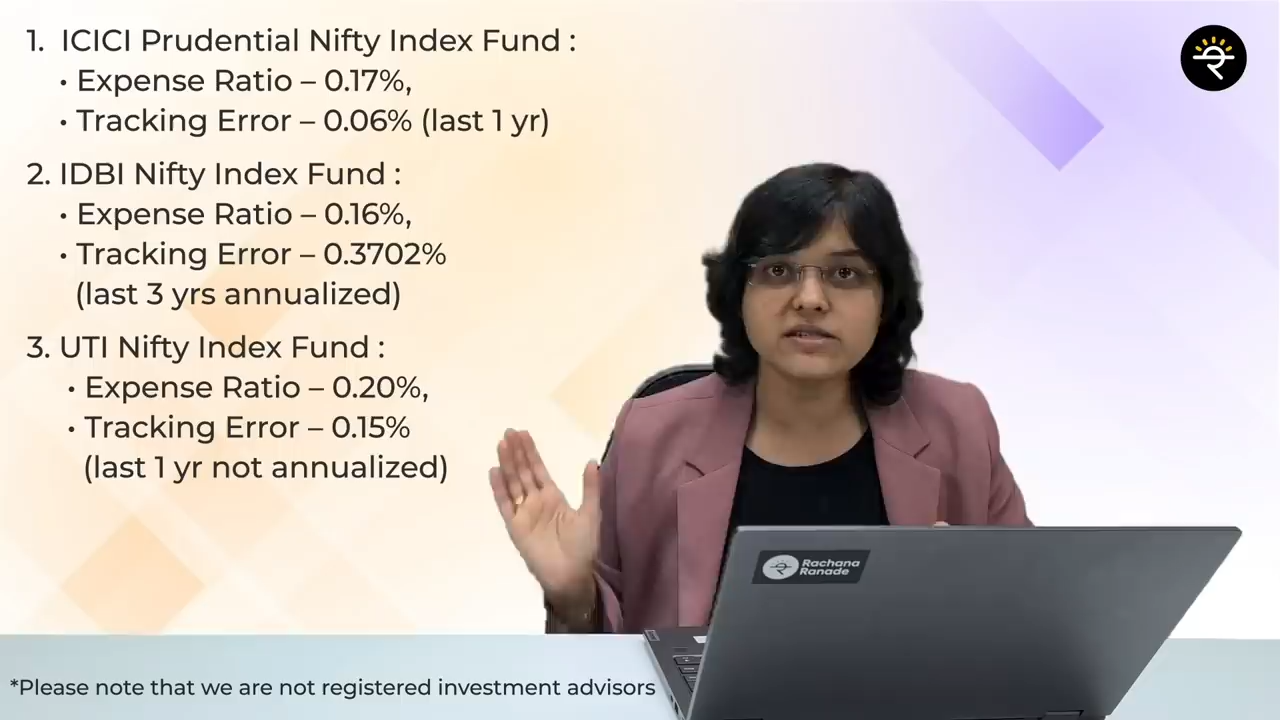 1. ICICI Prudential Nifty Index Fund :
• Expense Ratio – 0.17%,
• Tracking Error – 0.06% (last 1 yr)
2. IDBI Nifty Index Fund :
• Expense Ratio – 0.16%,
• Tracking Error – 0.3702%
(last 3 yrs annualized)
3. UTI Nifty Index Fund :
• Expense Ratio – 0.20%,
• Tracking Error – 0.15%
(last 1 yr not annualized)
Rachana
Ranade
*Please note that we are not registered investment advisors